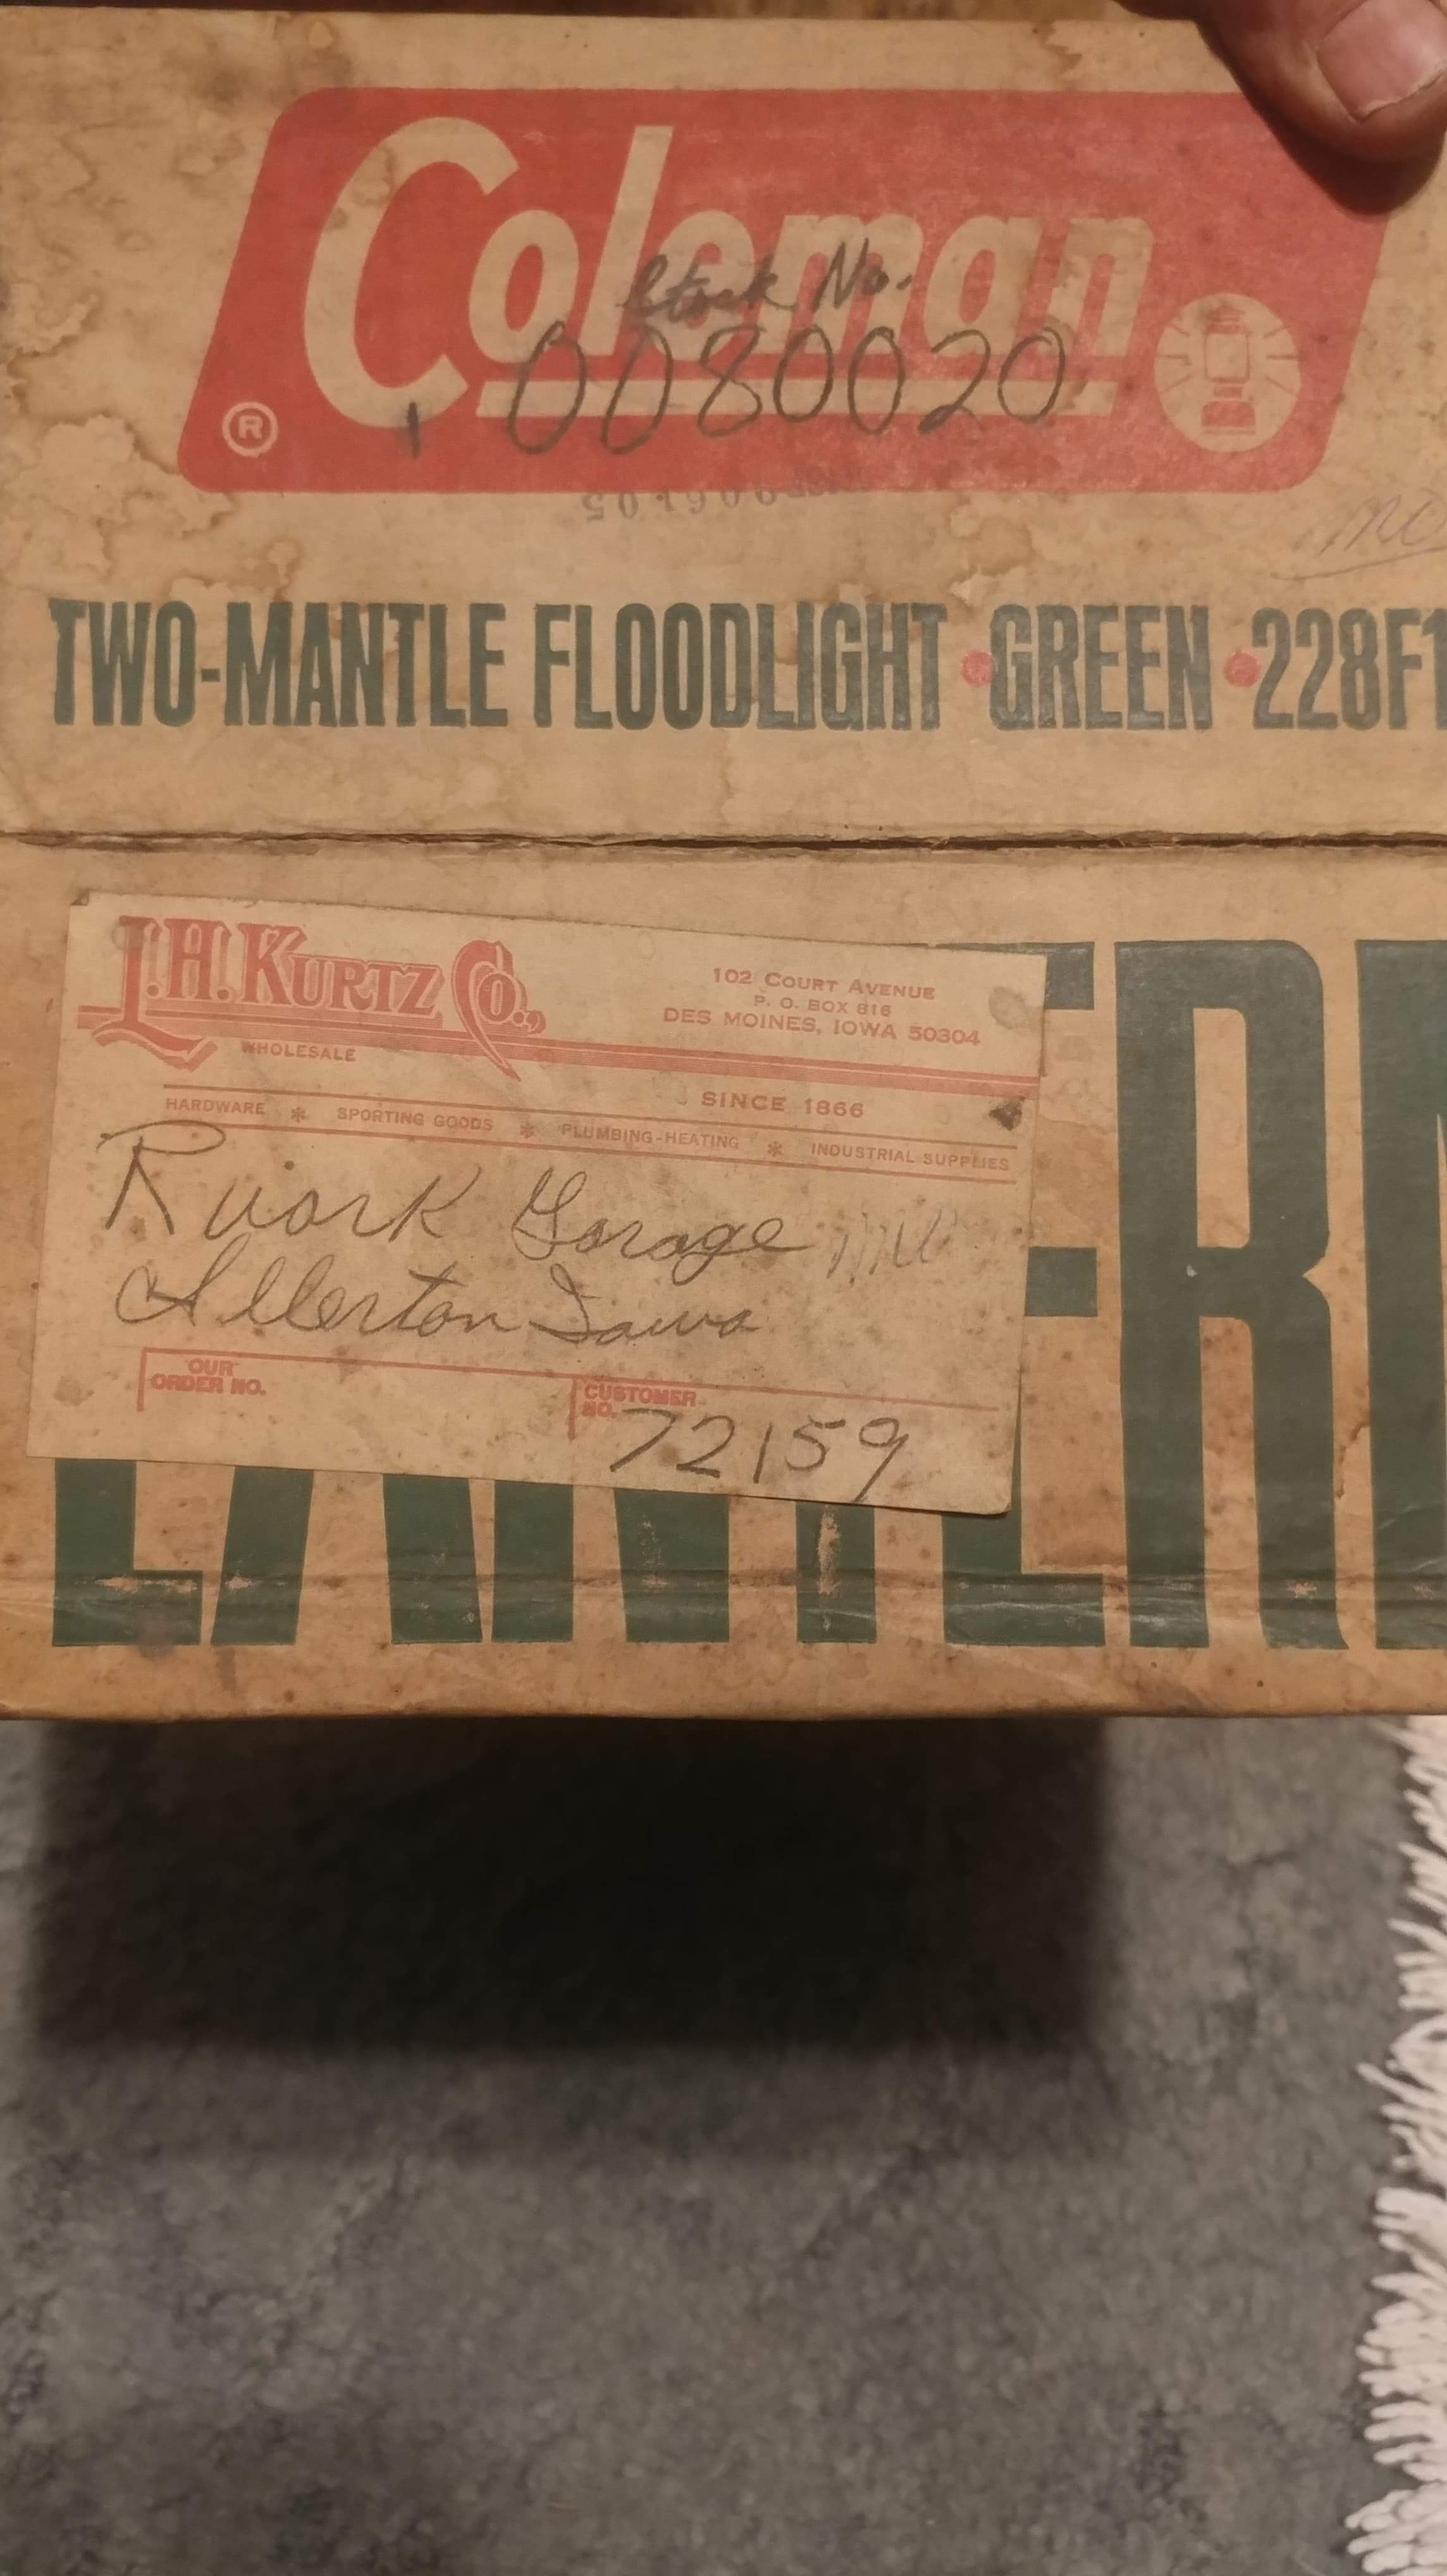 Coleman
®
Stock No.
0080020
TWO-MANTLE FLOODLIGHT • GREEN • 228F1
L.H. KURTZ CO.,
WHOLESALE
102 COURT AVENUE
P. O. BOX 816
DES MOINES, IOWA 50304
SINCE 1866
HARDWARE * SPORTING GOODS * PLUMBING-HEATING * INDUSTRIAL SUPPLIES
Ruark Garage
Allerton Iowa
OUR
ORDER NO.
CUSTOMER
NO. 72159